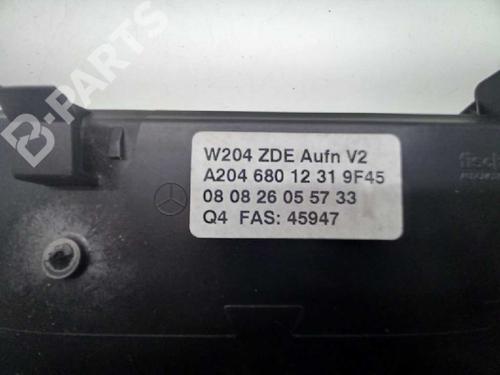 B-PARTS
W204 ZDE Aufn V2
A204 680 12 31 9F45
08 08 26 05 57 33
Q4 FAS: 45947